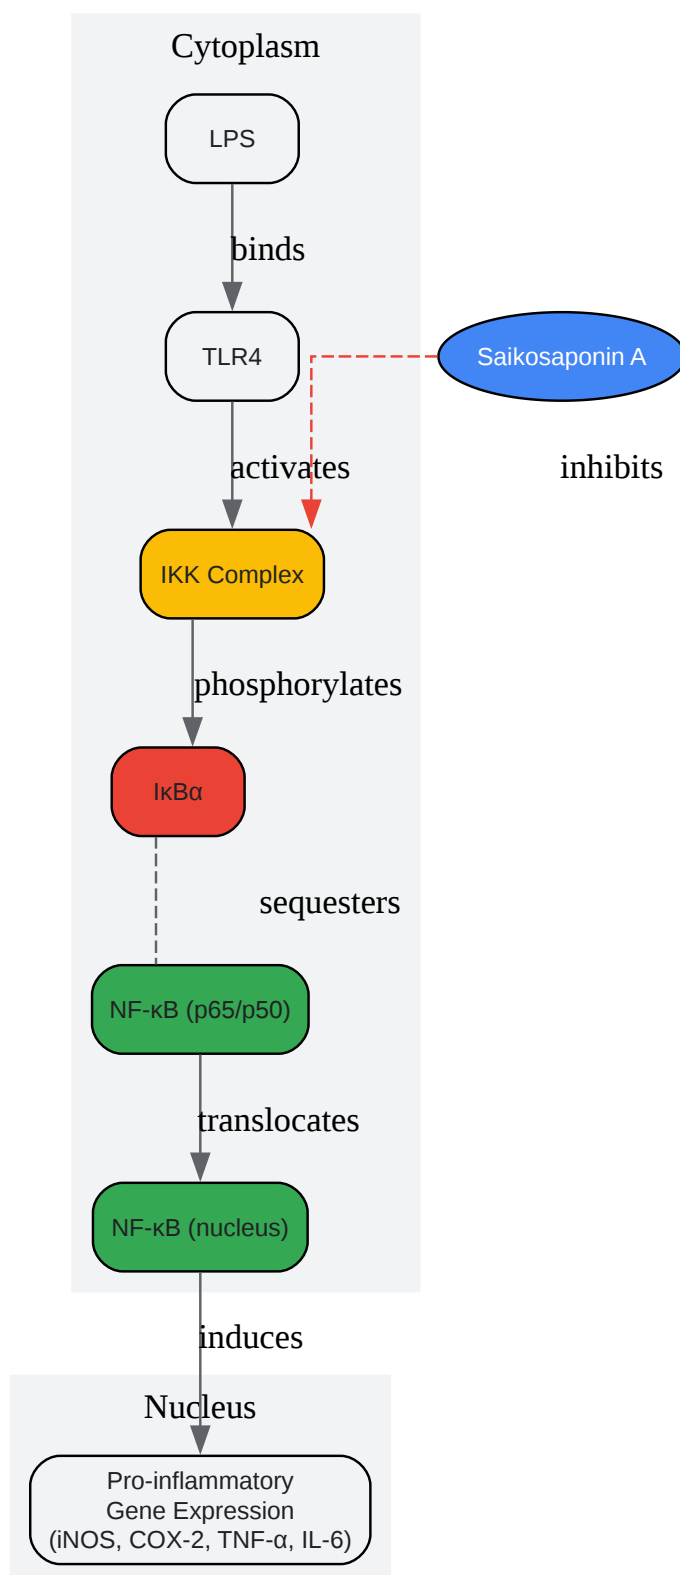 Cytoplasm
LPS
binds
TLR4
Saikosaponin A
activates
inhibits
IKK Complex
phosphorylates
IκBα
sequesters
NF-κB (p65/p50)
translocates
NF-κB (nucleus)
induces
Nucleus
Pro-inflammatory
Gene Expression
(iNOS, COX-2, TNF-α, IL-6)